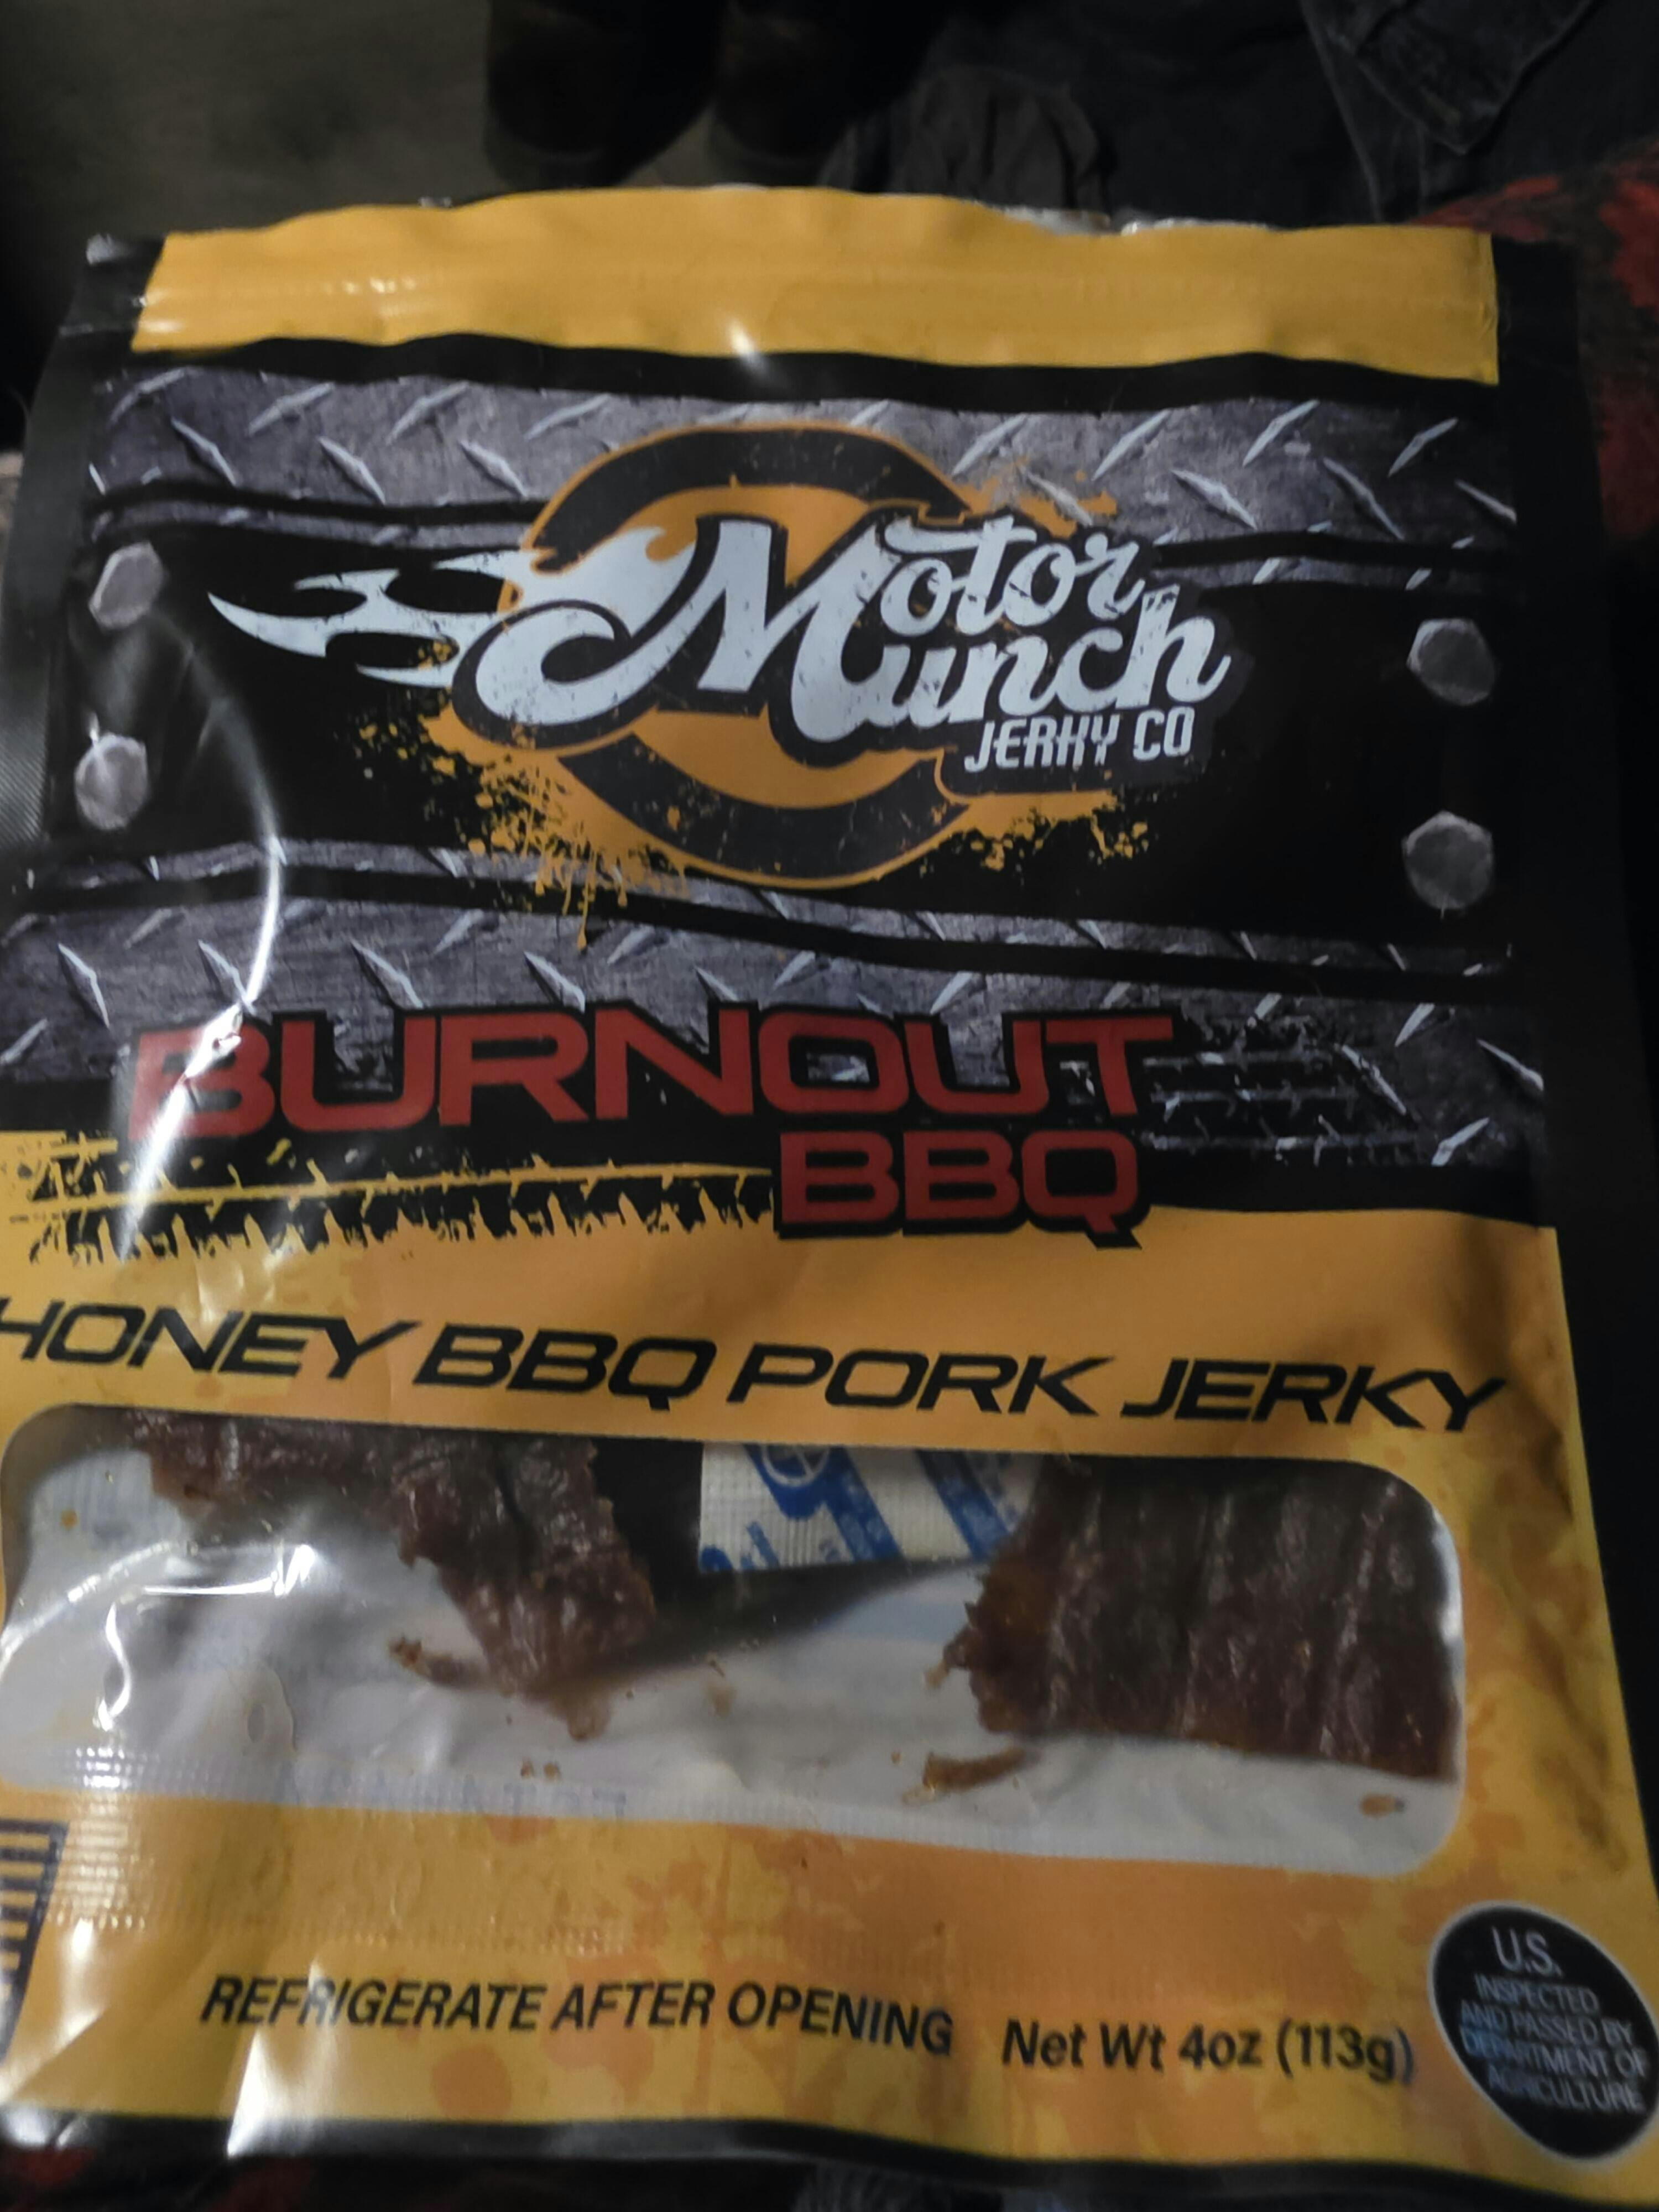 Motor
Munch
JERKY CO
BURNOUT
BBQ
HONEY BBQ PORK JERKY
REFRIGERATE AFTER OPENING Net Wt 4oz (113g)
U.S.
INSPECTED
AND PASSED BY
DEPARTMENT OF
AGRICULTURE